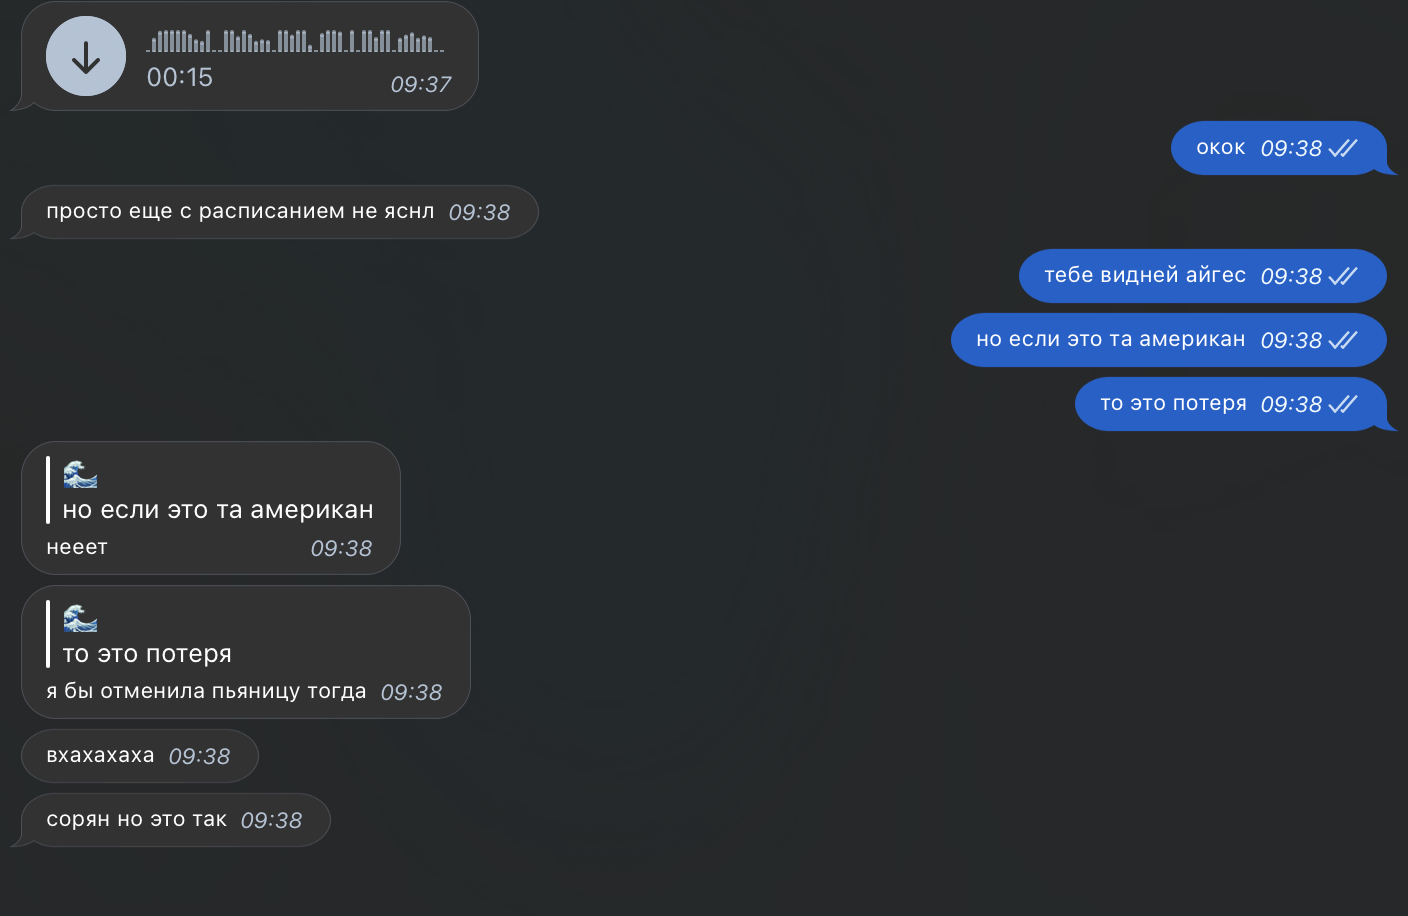 00:15 09:37
окок 09:38
просто еще с расписанием не яснл 09:38
тебе видней айгес 09:38
но если это та американ 09:38
то это потеря 09:38
но если это та американ
нееет 09:38
то это потеря
я бы отменила пьяницу тогда 09:38
вхахахаха 09:38
сорян но это так 09:38